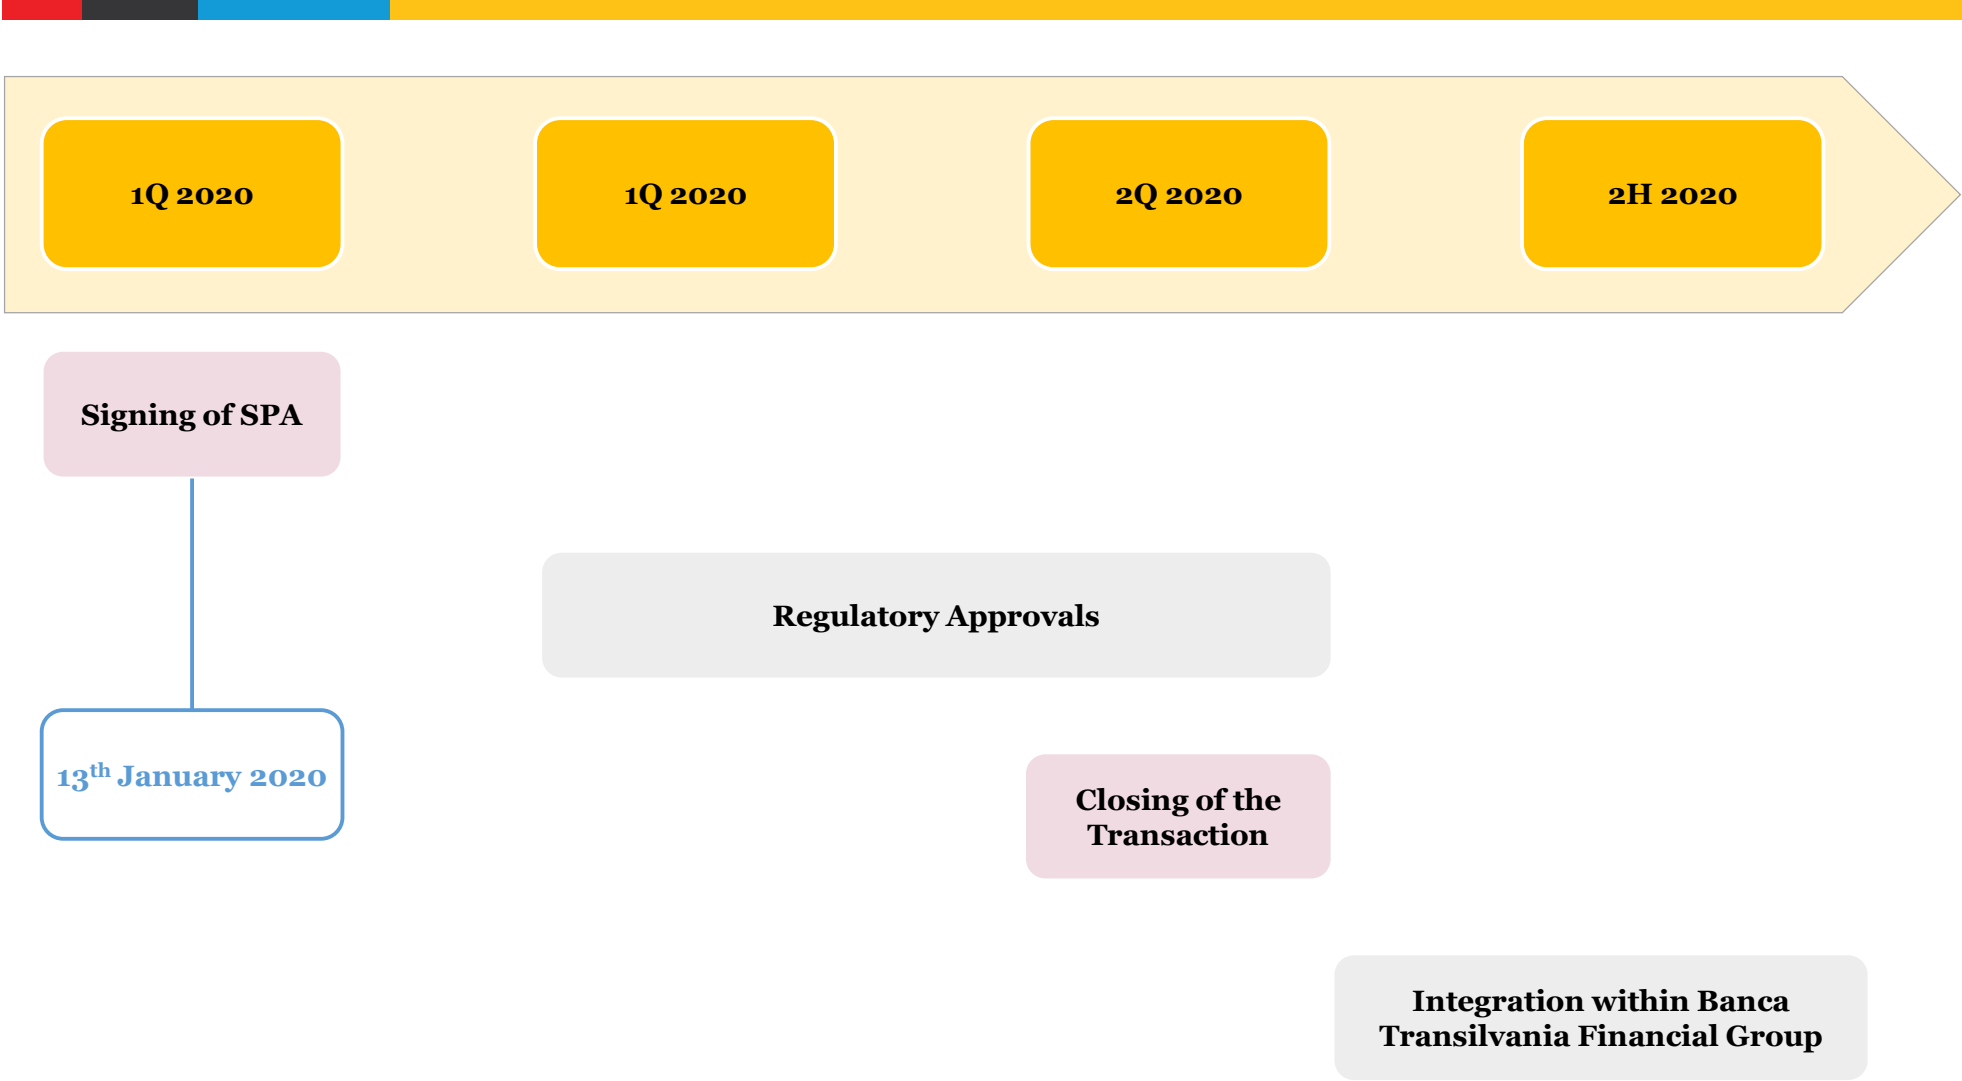 1Q 2020
1Q 2020
2Q 2020
2H 2020
Signing of SPA
Regulatory Approvals
13th January 2020
Closing of the
Transaction
Integration within Banca
Transilvania Financial Group